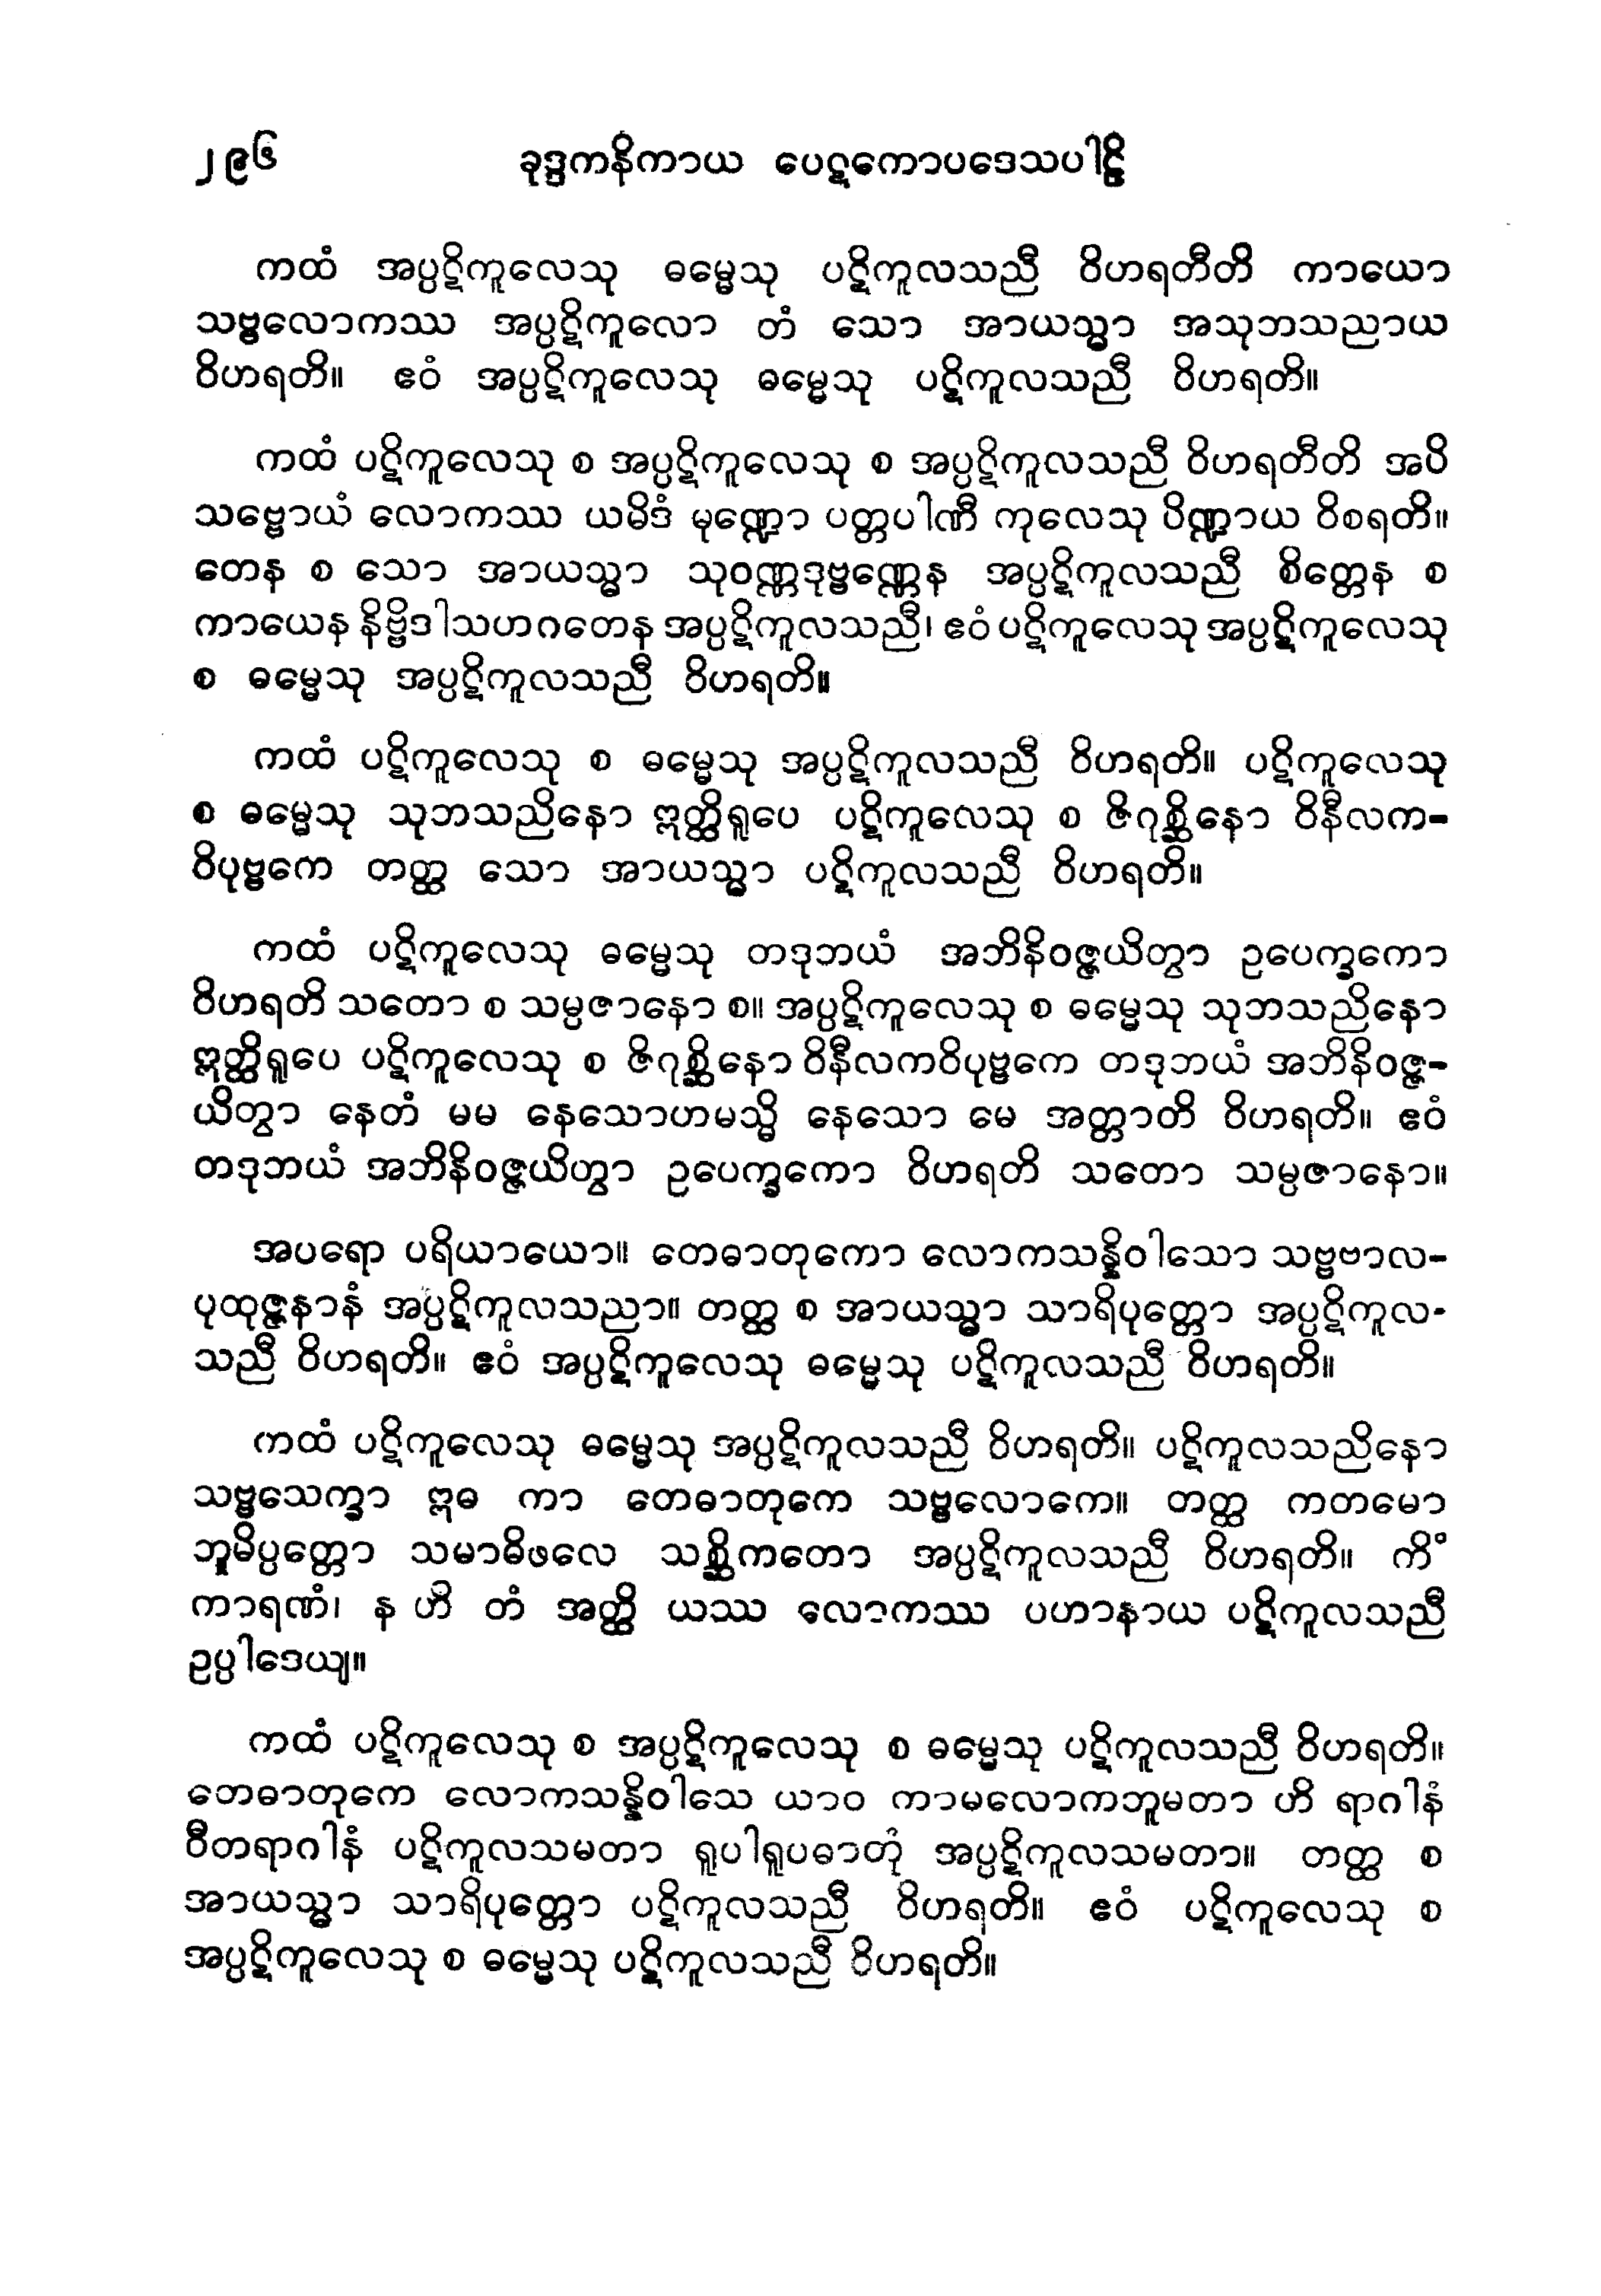 ၂၉၆ ခုဒ္ဒကနိကာယ ပေဋကောပဒေသပါဠိ
ကထံ အပ္ပဋိကူလေသု ဓမ္မေသု ပဋိကူလသညီ ဝိဟရတီတိ ကာယော
သဗ္ဗလောကဿ အပ္ပဋိကူလော တံ သော အာယသ္မာ အသုဘသညာယ
ဝိဟရတိ။ ဧဝံ အပ္ပဋိကူလေသု ဓမ္မေသု ပဋိကူလသညီ ဝိဟရတိ။
ကထံ ပဋိကူလေသု စ အပ္ပဋိကူလေသု စ အပ္ပဋိကူလသညီ ဝိဟရတီတိ အပိ
သဗ္ဗောယံ လောကဿ ယမိဒံ မုဏ္ဍော ပတ္တပါဏီ ကုလေသု ပိဏ္ဍာယ ဝိစရတိ။
တေန စ သော အာယသ္မာ သုဝဏ္ဏဒုဗ္ဗဏ္ဏေန အပ္ပဋိကူလသညီ စိတ္တေန စ
ကာယေန နိဗ္ဗိဒါသဟဂတေန အပ္ပဋိကူလသညီ၊ ဧဝံ ပဋိကူလေသု အပ္ပဋိကူလေသု
စ ဓမ္မေသု အပ္ပဋိကူလသညီ ဝိဟရတိ။
ကထံ ပဋိကူလေသု စ ဓမ္မေသု အပ္ပဋိကူလသညီ ဝိဟရတိ။ ပဋိကူလေသု
စ ဓမ္မေသု သုဘသညိနော ဣတ္ထိရူပေ ပဋိကူလေသု စ ဇိဂုစ္ဆိနော ဝိနီလက-
ဝိပုဗ္ဗကေ တတ္ထ သော အာယသ္မာ ပဋိကူလသညီ ဝိဟရတိ။
ကထံ ပဋိကူလေသု ဓမ္မေသု တဒုဘယံ အဘိနိဝဇ္ဇယိတွာ ဥပေက္ခကော
ဝိဟရတိ သတော စ သမ္ပဇာနော စ။ အပ္ပဋိကူလေသု စ ဓမ္မေသု သုဘသညိနော
ဣတ္ထိရူပေ ပဋိကူလေသု စ ဇိဂုစ္ဆိနော ဝိနီလကဝိပုဗ္ဗကေ တဒုဘယံ အဘိနိဝဇ္ဇ-
ယိတွာ နေတံ မမ နေသောဟမသ္မိ နေသော မေ အတ္တာတိ ဝိဟရတိ။ ဧဝံ
တဒုဘယံ အဘိနိဝဇ္ဇယိတွာ ဥပေက္ခကော ဝိဟရတိ သတော သမ္ပဇာနော။
အပရော ပရိယာယော။ တေဓာတုကော လောကသန္နိဝါသော သဗ္ဗဗာလ-
ပုထုဇ္ဇနာနံ အပ္ပဋိကူလသညာ။ တတ္ထ စ အာယသ္မာ သာရိပုတ္တော အပ္ပဋိကူလ-
သညီ ဝိဟရတိ။ ဧဝံ အပ္ပဋိကူလေသု ဓမ္မေသု ပဋိကူလသညီ ဝိဟရတိ။
ကထံ ပဋိကူလေသု ဓမ္မေသု အပ္ပဋိကူလသညီ ဝိဟရတိ။ ပဋိကူလသညိနော
သဗ္ဗသေက္ခာ ဣဓ ကာ တေဓာတုကေ သဗ္ဗလောကေ။ တတ္ထ ကတမော
ဘူမိပ္ပတ္တော သမာဓိဖလေ သစ္ဆိကတော အပ္ပဋိကူလသညီ ဝိဟရတိ။ ကိံ
ကာရဏံ၊ န ဟိ တံ အတ္ထိ ယဿ လောကဿ ပဟာနာယ ပဋိကူလသညီ
ဥပ္ပါဒေယျ။
ကထံ ပဋိကူလေသု စ အပ္ပဋိကူလေသု စ ဓမ္မေသု ပဋိကူလသညီ ဝိဟရတိ။
တေဓာတုကေ လောကသန္နိဝါသေ ယာဝ ကာမလောကဘူမတာ ဟိ ရာဂါနံ
ဝီတရာဂါနံ ပဋိကူလသမတာ ရူပါရူပဓာတုံ အပ္ပဋိကူလသမတာ။ တတ္ထ စ
အာယသ္မာ သာရိပုတ္တော ပဋိကူလသညီ ဝိဟရတိ။ ဧဝံ ပဋိကူလေသု စ
အပ္ပဋိကူလေသု စ ဓမ္မေသု ပဋိကူလသညီ ဝိဟရတိ။